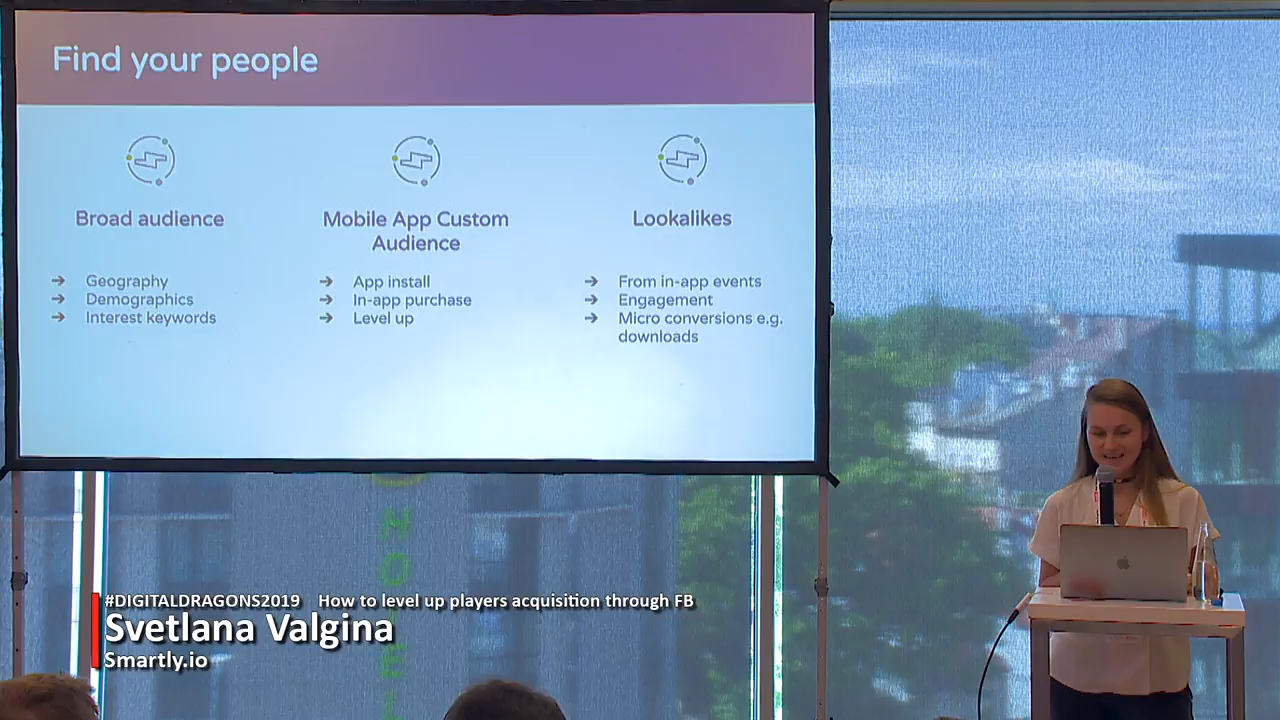 Find your people
Broad audience
→ Geography
→ Demographics
→ Interest keywords
Mobile App Custom
Audience
→ App install
→ In-app purchase
→ Level up
Lookalikes
→ From in-app events
→ Engagement
→ Micro conversions e.g.
downloads
#DIGITALDRAGONS2019 How to level up players acquisition through FB
Svetlana Valgina
Smartly.io